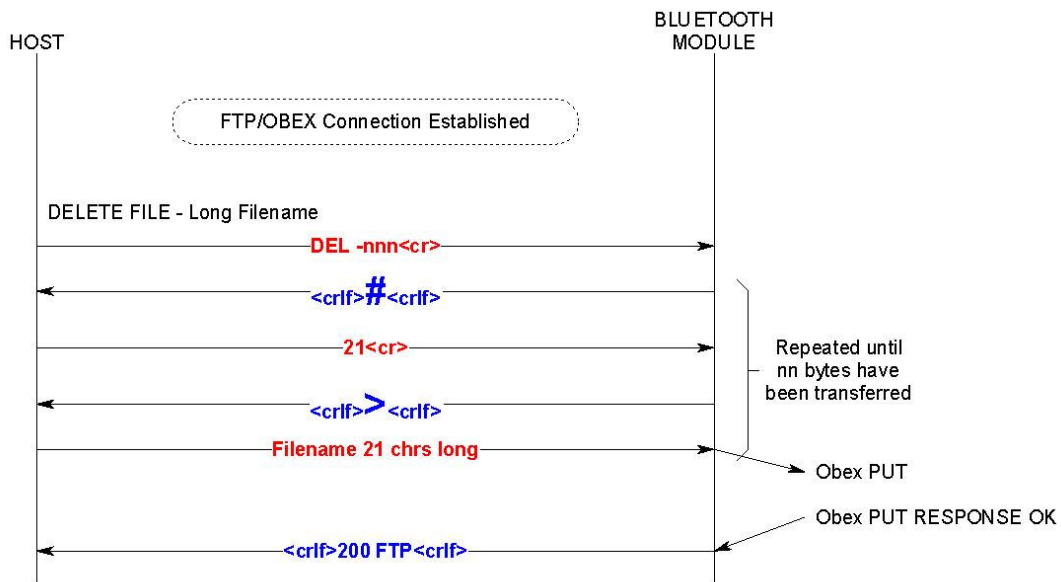 BLUETOOTH
HOST MODULE
FTP/OBEX Connection Established
DELETE FILE - Long Filename
DEL -nnn<cr>
<crlf>#<crlf>
21<cr>
Repeated until
nn bytes have
been transferred
<crlf>><crlf>
Filename 21 chrs long
Obex PUT
Obex PUT RESPONSE OK
<crlf>200 FTP<crlf>